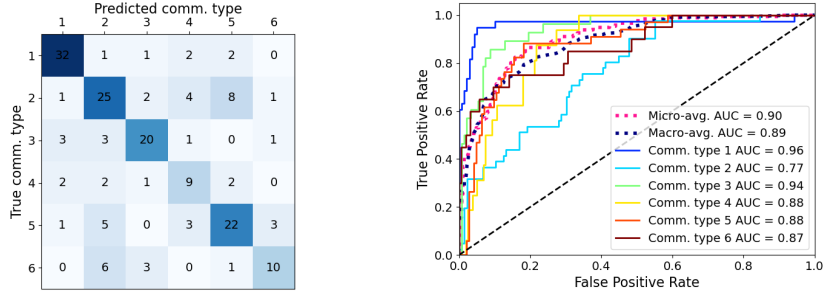 Predicted comm. type
1 2 3 4 5 6
True comm. type
1 32 1 1 2 2 0
2 1 25 2 4 8 1
3 3 3 20 1 0 1
4 2 2 1 9 2 0
5 1 5 0 3 22 3
6 0 6 3 0 1 10
True Positive Rate
1.0
0.8
0.6
0.4
0.2
0.0
Micro-avg. AUC = 0.90
Macro-avg. AUC = 0.89
Comm. type 1 AUC = 0.96
Comm. type 2 AUC = 0.77
Comm. type 3 AUC = 0.94
Comm. type 4 AUC = 0.88
Comm. type 5 AUC = 0.88
Comm. type 6 AUC = 0.87
0.0 0.2 0.4 0.6 0.8 1.0
False Positive Rate